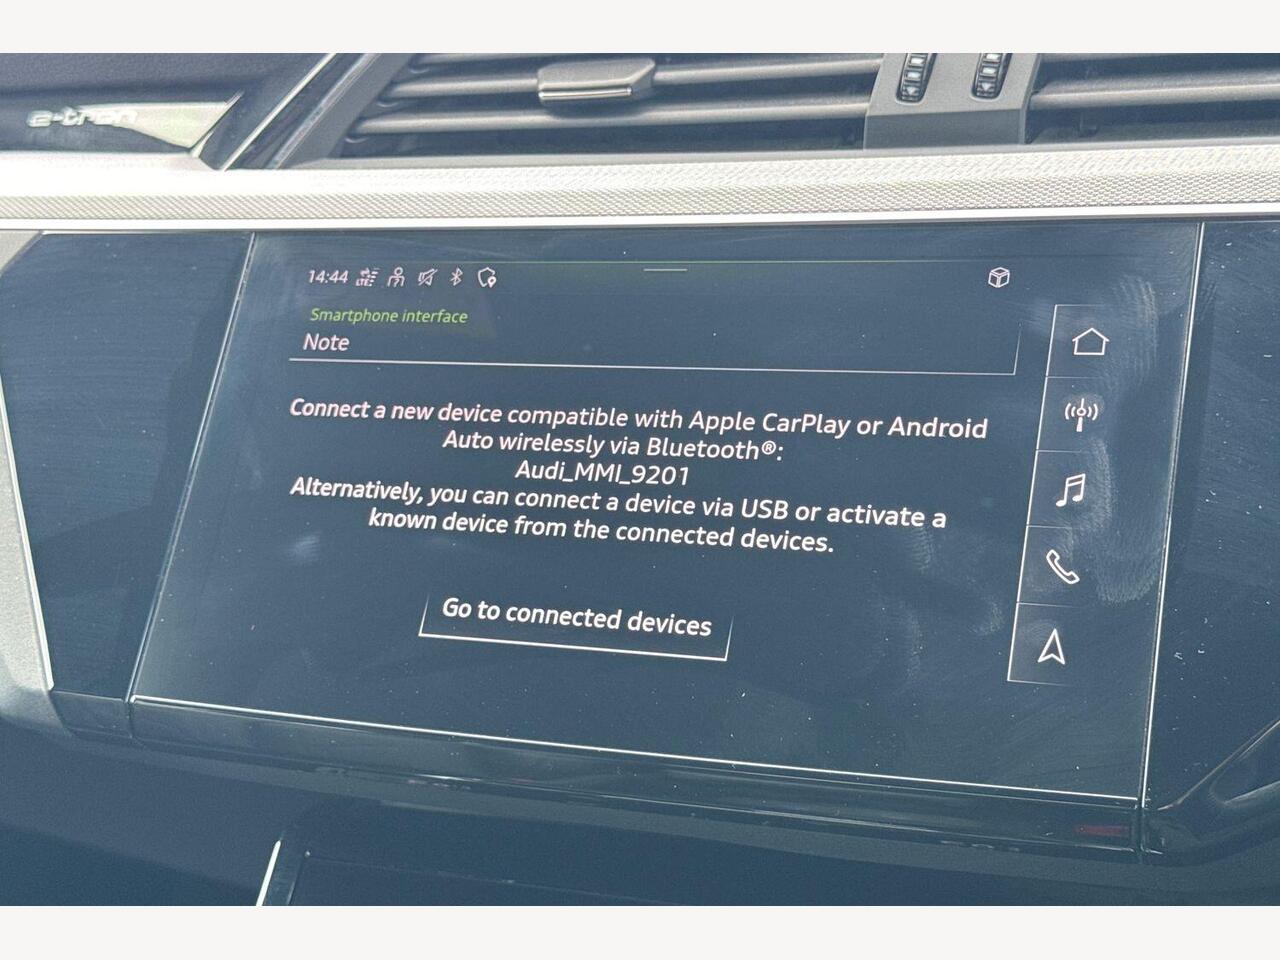 e-tron
14:44 LTE
Smartphone interface
Note
Connect a new device compatible with Apple CarPlay or Android
Auto wirelessly via Bluetooth®:
Audi_MMI_9201
Alternatively, you can connect a device via USB or activate a
known device from the connected devices.
Go to connected devices